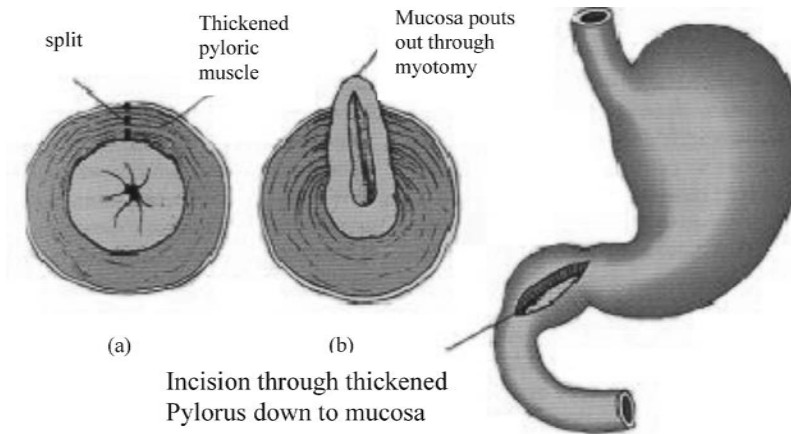 split
Thickened
pyloric
muscle
Mucosa pouts
out through
myotomy
(a)
(b)
Incision through thickened
Pylorus down to mucosa